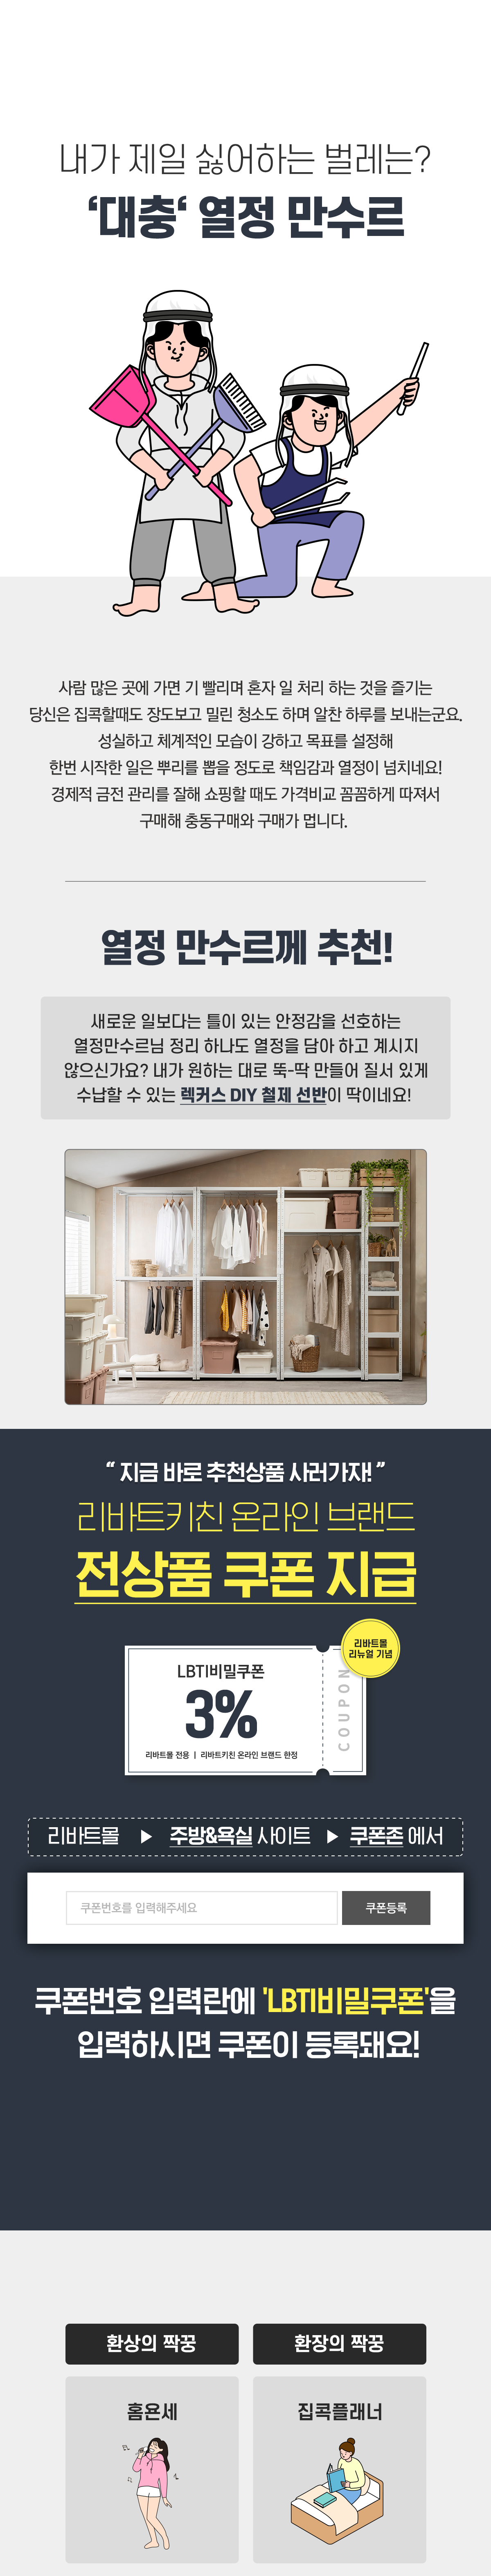 내가 제일 싫어하는 벌레는?
‘대충‘ 열정 만수르
사람 많은 곳에 가면 기 빨리며 혼자 일 처리 하는 것을 즐기는
당신은 집콕할때도 장도보고 밀린 청소도 하며 알찬 하루를 보내는군요.
성실하고 체계적인 모습이 강하고 목표를 설정해
한번 시작한 일은 뿌리를 뽑을 정도로 책임감과 열정이 넘치네요!
경제적 금전 관리를 잘해 쇼핑할 때도 가격비교 꼼꼼하게 따져서
구매해 충동구매와 구매가 멉니다.
열정 만수르께 추천!
새로운 일보다는 틀이 있는 안정감을 선호하는
열정만수르님 정리 하나도 열정을 담아 하고 계시지
않으신가요? 내가 원하는 대로 뚝-딱 만들어 질서 있게
수납할 수 있는 렉커스 DIY 철제 선반이 딱이네요!
“ 지금 바로 추천상품 사러가자! ”
리바트키친 온라인 브랜드
전상품 쿠폰 지급
리바트몰
리뉴얼 기념
LBTI비밀쿠폰
3%
리바트몰 전용 | 리바트키친 온라인 브랜드 한정
COUPON
리바트몰 ▶ 주방&욕실 사이트 ▶ 쿠폰존 에서
쿠폰번호를 입력해주세요 쿠폰등록
쿠폰번호 입력란에 'LBTI비밀쿠폰'을
입력하시면 쿠폰이 등록돼요!
환상의 짝꿍
홈욘세
환장의 짝꿍
집콕플래너